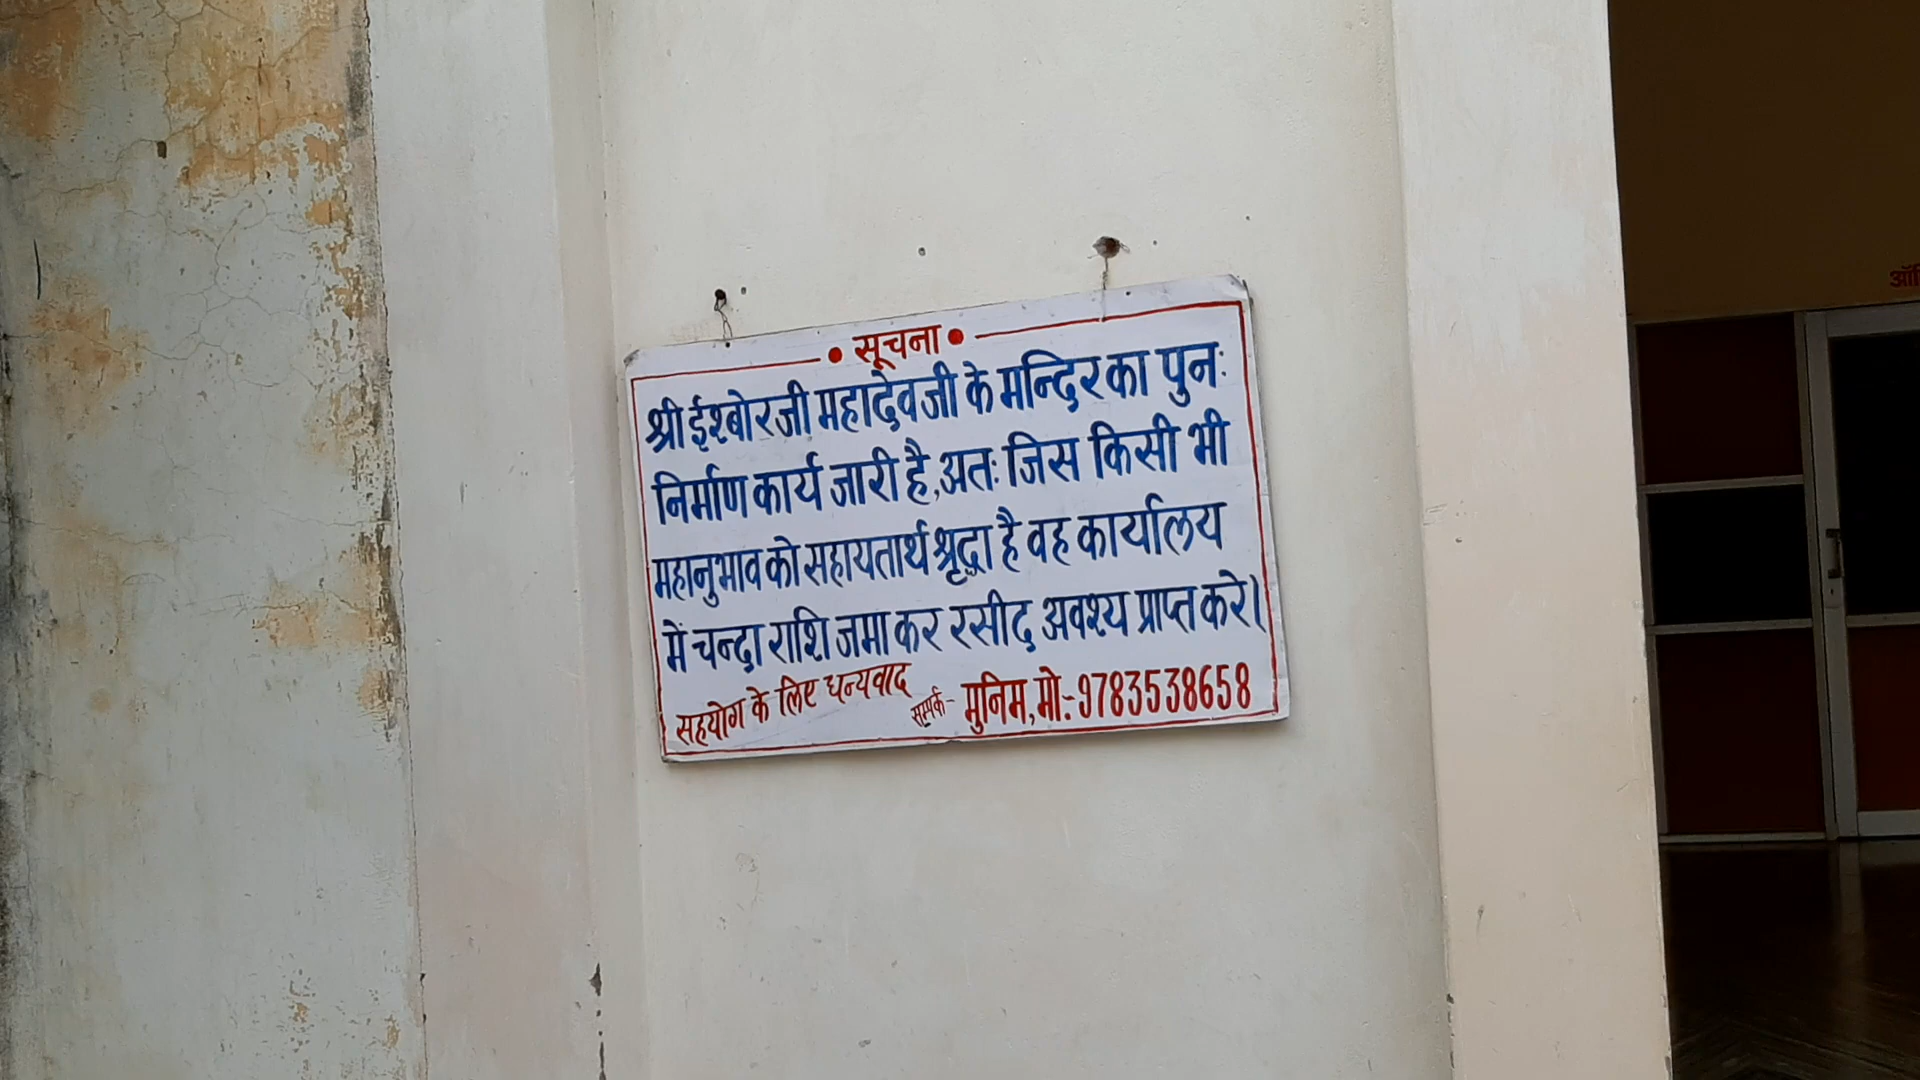 • सूचना •
श्री ईश्बोरजी महादेवजी के मन्दिर का पुनः
निर्माण कार्य जारी है, अतः जिस किसी भी
महानुभाव को सहायतार्थ श्रृद्धा है वह कार्यालय
में चन्दा राशि जमा कर रसीद अवश्य प्राप्त करे।
सहयोग के लिए धन्यवाद
सम्पर्क - मुनिम, मो:- 9783538658